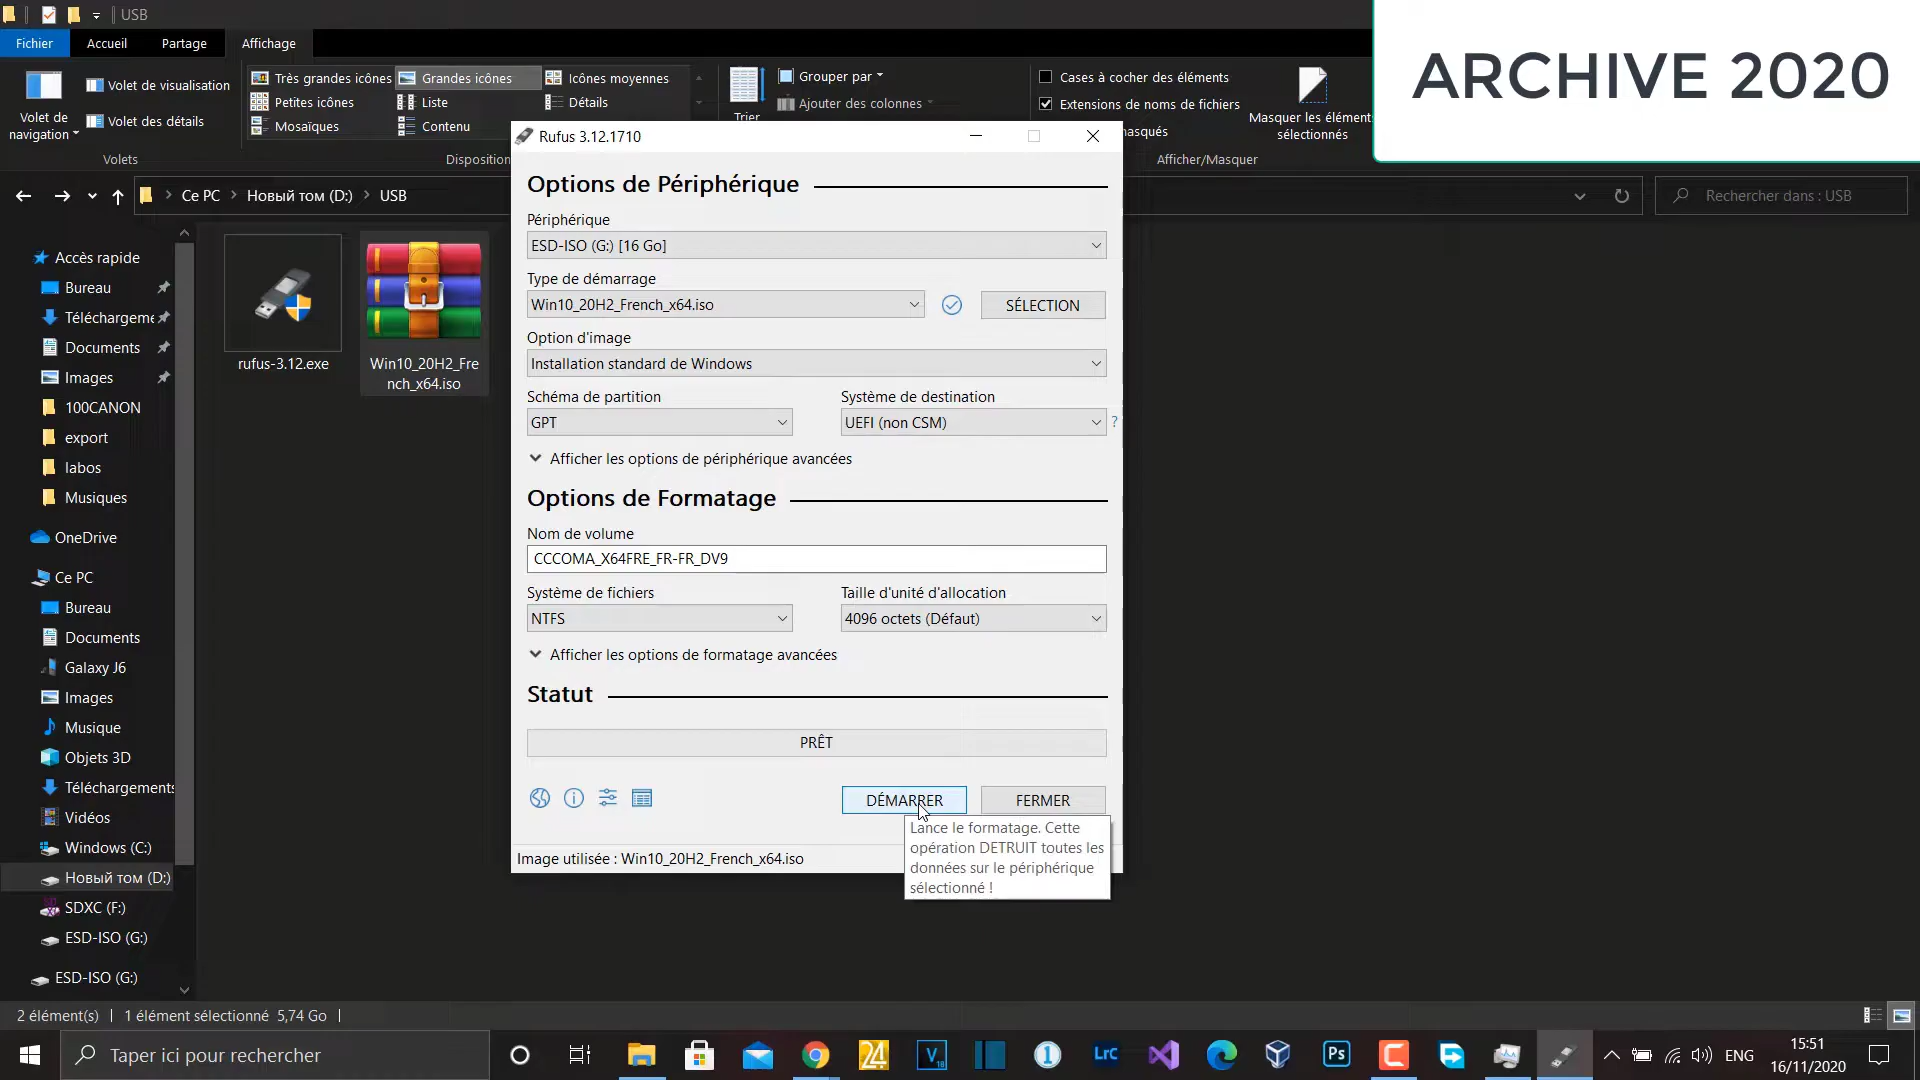 USB
ARCHIVE 2020
Fichier
Accueil
Partage
Affichage
Volet de
navigation
Volet de visualisation
Volet des détails
Volets
Très grandes icônes
Grandes icônes
Icônes moyennes
Petites icônes
Liste
Détails
Mosaïques
Contenu
Disposition
Trier
Grouper par
Ajouter des colonnes
Cases à cocher des éléments
Extensions de noms de fichiers
asqués
Masquer les éléments
sélectionnés
Afficher/Masquer
Ce PC
Новый том (D:)
USB
Rechercher dans : USB
Accès rapide
Bureau
Téléchargeme
Documents
Images
100CANON
export
labos
Musiques
OneDrive
Ce PC
Bureau
Documents
Galaxy J6
Images
Musique
Objets 3D
Téléchargements
Vidéos
Windows (C:)
Новый том (D:)
SDXC (F:)
ESD-ISO (G:)
ESD-ISO (G:)
rufus-3.12.exe
Win10_20H2_Fre
nch_x64.iso
Rufus 3.12.1710
Options de Périphérique
Périphérique
ESD-ISO (G:) [16 Go]
Type de démarrage
Win10_20H2_French_x64.iso
SÉLECTION
Option d'image
Installation standard de Windows
Schéma de partition
Système de destination
GPT
UEFI (non CSM)
?
Afficher les options de périphérique avancées
Options de Formatage
Nom de volume
CCCOMA_X64FRE_FR-FR_DV9
Système de fichiers
Taille d'unité d'allocation
NTFS
4096 octets (Défaut)
Afficher les options de formatage avancées
Statut
PRÊT
DÉMARRER
FERMER
Lance le formatage. Cette
opération DETRUIT toutes les
données sur le périphérique
sélectionné !
Image utilisée : Win10_20H2_French_x64.iso
2 élément(s)
1 élément sélectionné 5,74 Go
Taper ici pour rechercher
24
V
18
1
Lrc
Ps
ENG
15:51
16/11/2020